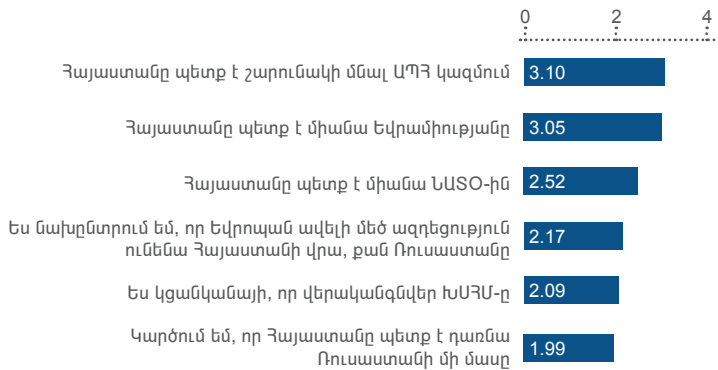 0 2 4
Հայաստանը պետք է շարունակի մնալ ԱՊՀ կազմում 3.10
Հայաստանը պետք է միանա Եվրամիությանը 3.05
Հայաստանը պետք է միանա ՆԱՏՕ-ին 2.52
Ես նախընտրում եմ, որ Եվրոպան ավելի մեծ ազդեցություն
ունենա Հայաստանի վրա, քան Ռուսաստանը 2.17
Ես կցանկանայի, որ վերականգնվեր ԽՍՀՄ-ը 2.09
Կարծում եմ, որ Հայաստանը պետք է դառնա
Ռուսաստանի մի մասը 1.99